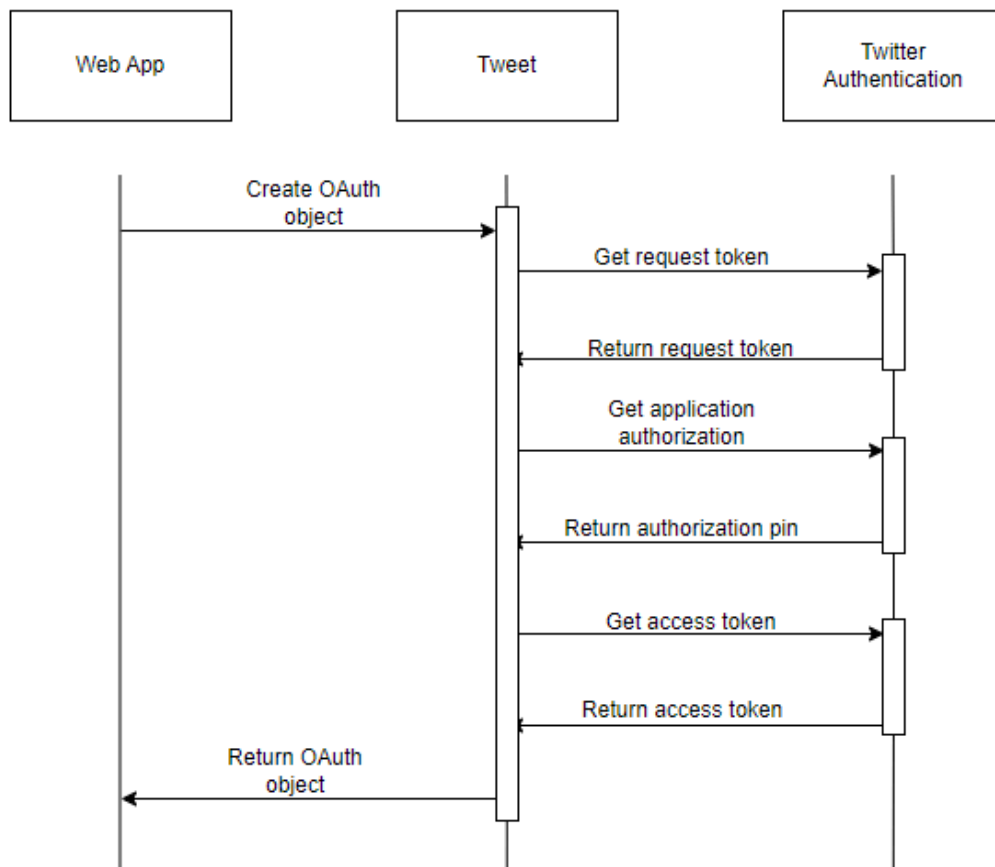 Web App
Tweet
Twitter
Authentication
Create OAuth
object
Get request token
Return request token
Get application
authorization
Return authorization pin
Get access token
Return access token
Return OAuth
object